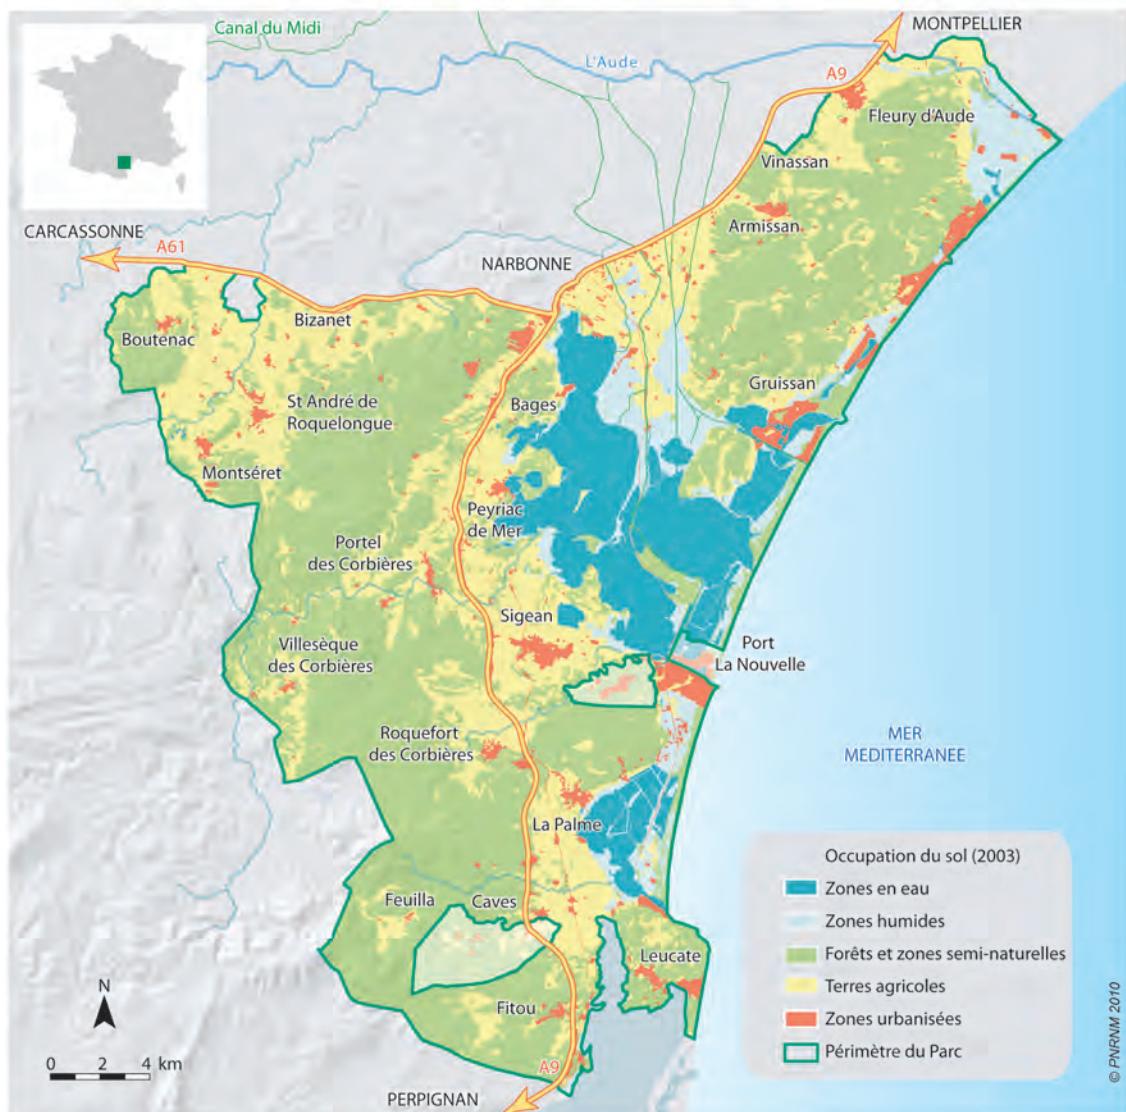 MONTPELLIER
Canal du Midi
L'Aude
A9
Fleury d'Aude
Vinassan
Armissan
CARCASSONNE
A61
NARBONNE
Bizanet
Boutenac
St André de
Roquelongue
Bages
Gruissan
Montséret
Peyriac
de Mer
Portel
des Corbières
Sigean
Port
La Nouvelle
Villesèque
des Corbières
Roquefort
des Corbières
MER
MEDITERRANEE
La Palme
Feuilla
Caves
Leucate
Fitou
A9
PERPIGNAN
N
0 2 4 km
Occupation du sol (2003)
Zones en eau
Zones humides
Forêts et zones semi-naturelles
Terres agricoles
Zones urbanisées
Périmètre du Parc
© PNRNM 2010